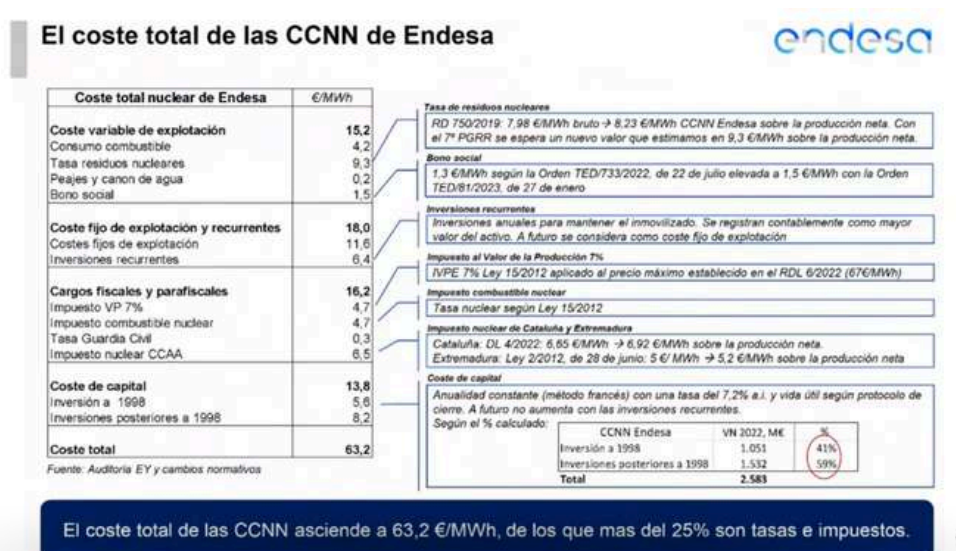 El coste total de las CCNN de Endesa
endesa
Coste total nuclear de Endesa €/MWh
Coste variable de explotación 15,2
Consumo combustible 4,2
Tasa residuos nucleares 9,3
Peajes y canon de agua 0,2
Bono social 1,5
Coste fijo de explotación y recurrentes 18,0
Costes fijos de explotación 11,6
Inversiones recurrentes 6,4
Cargos fiscales y parafiscales 16,2
Impuesto VP 7% 4,7
Impuesto combustible nuclear 4,7
Tasa Guardia Civil 0,3
Impuesto nuclear CCAA 6,5
Coste de capital 13,8
Inversión a 1998 5,6
Inversiones posteriores a 1998 8,2
Coste total 63,2
Fuente: Auditoría EY y cambios normativos
Tasa de residuos nucleares
RD 750/2019: 7,98 €/MWh bruto → 8,23 €/MWh CCNN Endesa sobre la producción neta. Con
el 7º PGRR se espera un nuevo valor que estimamos en 9,3 €/MWh sobre la producción neta.
Bono social
1,3 €/MWh según la Orden TED/733/2022, de 22 de julio elevada a 1,5 €/MWh con la Orden
TED/81/2023, de 27 de enero
Inversiones recurrentes
Inversiones anuales para mantener el inmovilizado. Se registran contablemente como mayor
valor del activo. A futuro se considera como coste fijo de explotación
Impuesto al Valor de la Producción 7%
IVPE 7% Ley 15/2012 aplicado al precio máximo establecido en el RDL 6/2022 (67€/MWh)
Impuesto combustible nuclear
Tasa nuclear según Ley 15/2012
Impuesto nuclear de Cataluña y Extremadura
Cataluña: DL 4/2022: 6,65 €/MWh → 6,92 €/MWh sobre la producción neta.
Extremadura: Ley 2/2012, de 28 de junio: 5 €/ MWh → 5,2 €/MWh sobre la producción neta
Coste de capital
Anualidad constante (método francés) con una tasa del 7,2% a.i. y vida útil según protocolo de
cierre. A futuro no aumenta con las inversiones recurrentes.
Según el % calculado:
CCNN Endesa VN 2022, M€ %
Inversión a 1998 1.051 41%
Inversiones posteriores a 1998 1.532 59%
Total 2.583
El coste total de las CCNN asciende a 63,2 €/MWh, de los que mas del 25% son tasas e impuestos.